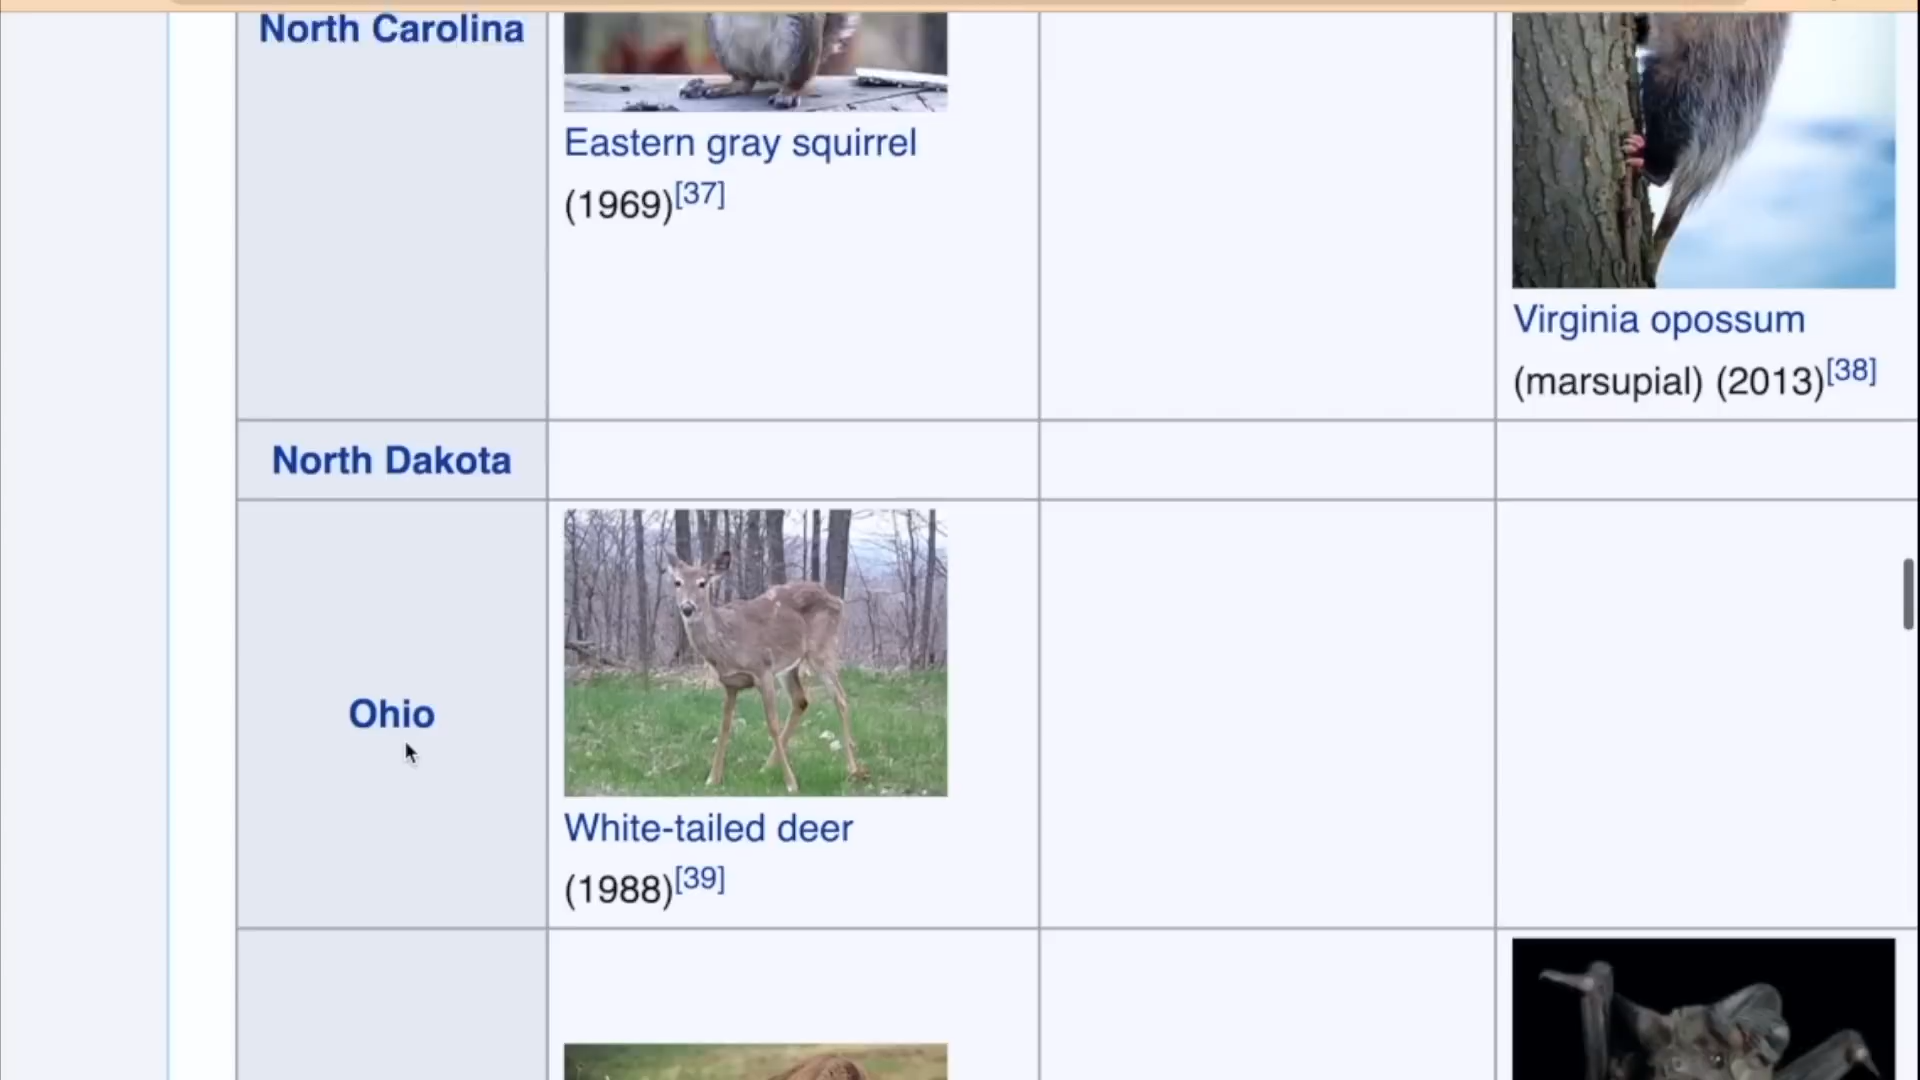 North Carolina
Eastern gray squirrel
(1969)[37]
Virginia opossum
(marsupial) (2013)[38]
North Dakota
Ohio
White-tailed deer
(1988)[39]